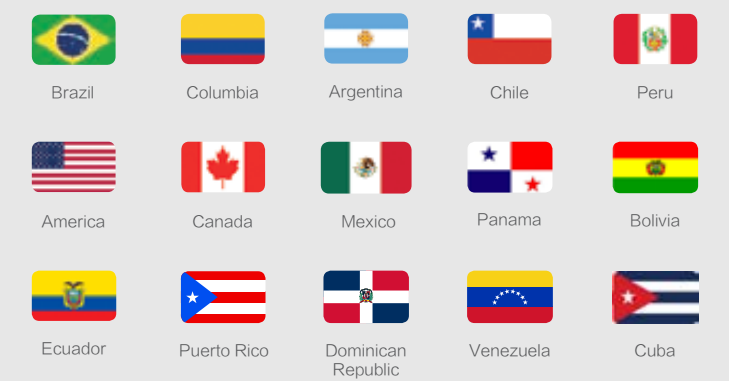 Brazil
Columbia
Argentina
Chile
Peru
America
Canada
Mexico
Panama
Bolivia
Ecuador
Puerto Rico
Dominican
Republic
Venezuela
Cuba